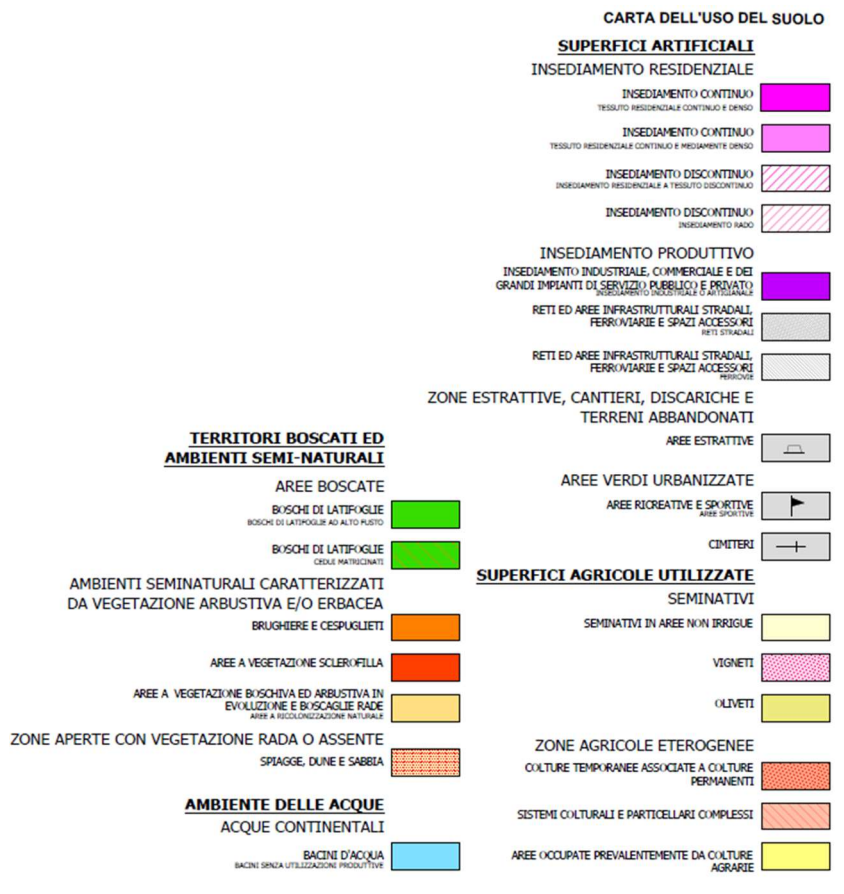 CARTA DELL'USO DEL SUOLO
SUPERFICI ARTIFICIALI
INSEDIAMENTO RESIDENZIALE
INSEDIAMENTO CONTINUO
TESSUTO RESIDENZIALE CONTINUO E DENSO
INSEDIAMENTO CONTINUO
TESSUTO RESIDENZIALE CONTINUO E MEDIAMENTE DENSO
INSEDIAMENTO DISCONTINUO
INSEDIAMENTO RESIDENZIALE A TESSUTO DISCONTINUO
INSEDIAMENTO DISCONTINUO
INSEDIAMENTO RADO
INSEDIAMENTO PRODUTTIVO
INSEDIAMENTO INDUSTRIALE, COMMERCIALE E DEI
GRANDI IMPIANTI DI SERVIZIO PUBBLICO E PRIVATO
INSEDIAMENTO INDUSTRIALE O ARTIGIANALE
RETI ED AREE INFRASTRUTTURALI STRADALI,
FERROVIARIE E SPAZI ACCESSORI
RETI STRADALI
RETI ED AREE INFRASTRUTTURALI STRADALI,
FERROVIARIE E SPAZI ACCESSORI
FERROVIE
ZONE ESTRATTIVE, CANTIERI, DISCARICHE E
TERRENI ABBANDONATI
AREE ESTRATTIVE
AREE VERDI URBANIZZATE
AREE RICREATIVE E SPORTIVE
AREE SPORTIVE
CIMITERI
SUPERFICI AGRICOLE UTILIZZATE
SEMINATIVI
SEMINATIVI IN AREE NON IRRIGUE
VIGNETI
OLIVETI
ZONE AGRICOLE ETEROGENEE
COLTURE TEMPORANEE ASSOCIATE A COLTURE
PERMANENTI
SISTEMI COLTURALI E PARTICELLARI COMPLESSI
AREE OCCUPATE PREVALENTEMENTE DA COLTURE
AGRARIE
TERRITORI BOSCATI ED
AMBIENTI SEMI-NATURALI
AREE BOSCATE
BOSCHI DI LATIFOGLIE
BOSCHI DI LATIFOGLIE AD ALTO FUSTO
BOSCHI DI LATIFOGLIE
CEDUI MATRICINATI
AMBIENTI SEMINATURALI CARATTERIZZATI
DA VEGETAZIONE ARBUSTIVA E/O ERBACEA
BRUGHIERE E CESPUGLIETI
AREE A VEGETAZIONE SCLEROFILLA
AREE A VEGETAZIONE BOSCHIVA ED ARBUSTIVA IN
EVOLUZIONE E BOSCAGLIE RADE
AREE A RICOLONIZZAZIONE NATURALE
ZONE APERTE CON VEGETAZIONE RADA O ASSENTE
SPIAGGE, DUNE E SABBIA
AMBIENTE DELLE ACQUE
ACQUE CONTINENTALI
BACINI D'ACQUA
BACINI SENZA UTILIZZAZIONI PRODUTTIVE